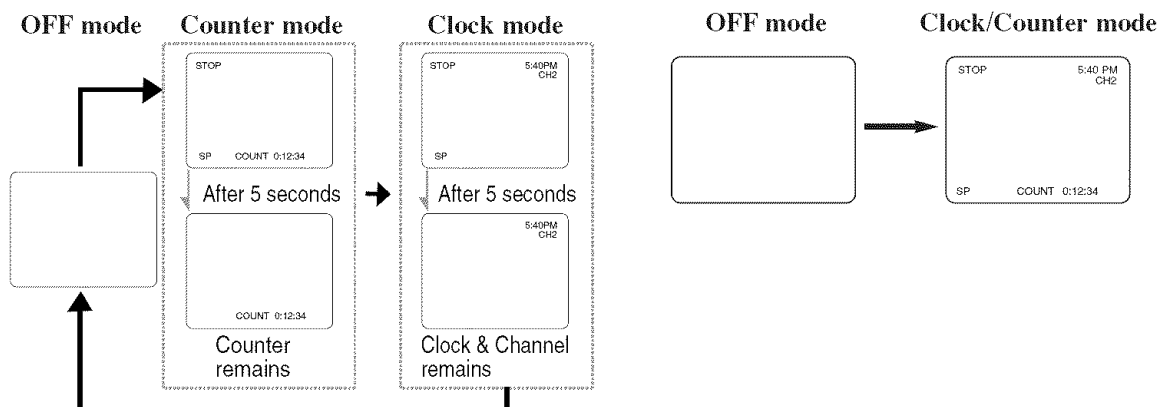 OFF mode
Counter mode
Clock mode
STOP
SP COUNT 0:12:34
After 5 seconds
COUNT 0:12:34
Counter
remains
STOP 5:40PM
CH2
SP
After 5 seconds
5:40PM
CH2
Clock & Channel
remains
OFF mode
Clock/Counter mode
STOP 5:40 PM
CH2
SP COUNT 0:12:34